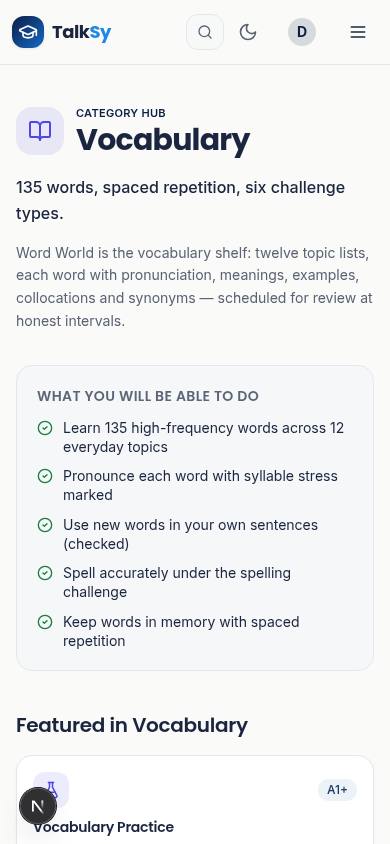 TalkSy
D
CATEGORY HUB
Vocabulary
135 words, spaced repetition, six challenge
types.
Word World is the vocabulary shelf: twelve topic lists,
each word with pronunciation, meanings, examples,
collocations and synonyms — scheduled for review at
honest intervals.
WHAT YOU WILL BE ABLE TO DO
Learn 135 high-frequency words across 12
everyday topics
Pronounce each word with syllable stress
marked
Use new words in your own sentences
(checked)
Spell accurately under the spelling
challenge
Keep words in memory with spaced
repetition
Featured in Vocabulary
A1+
N
Vocabulary Practice